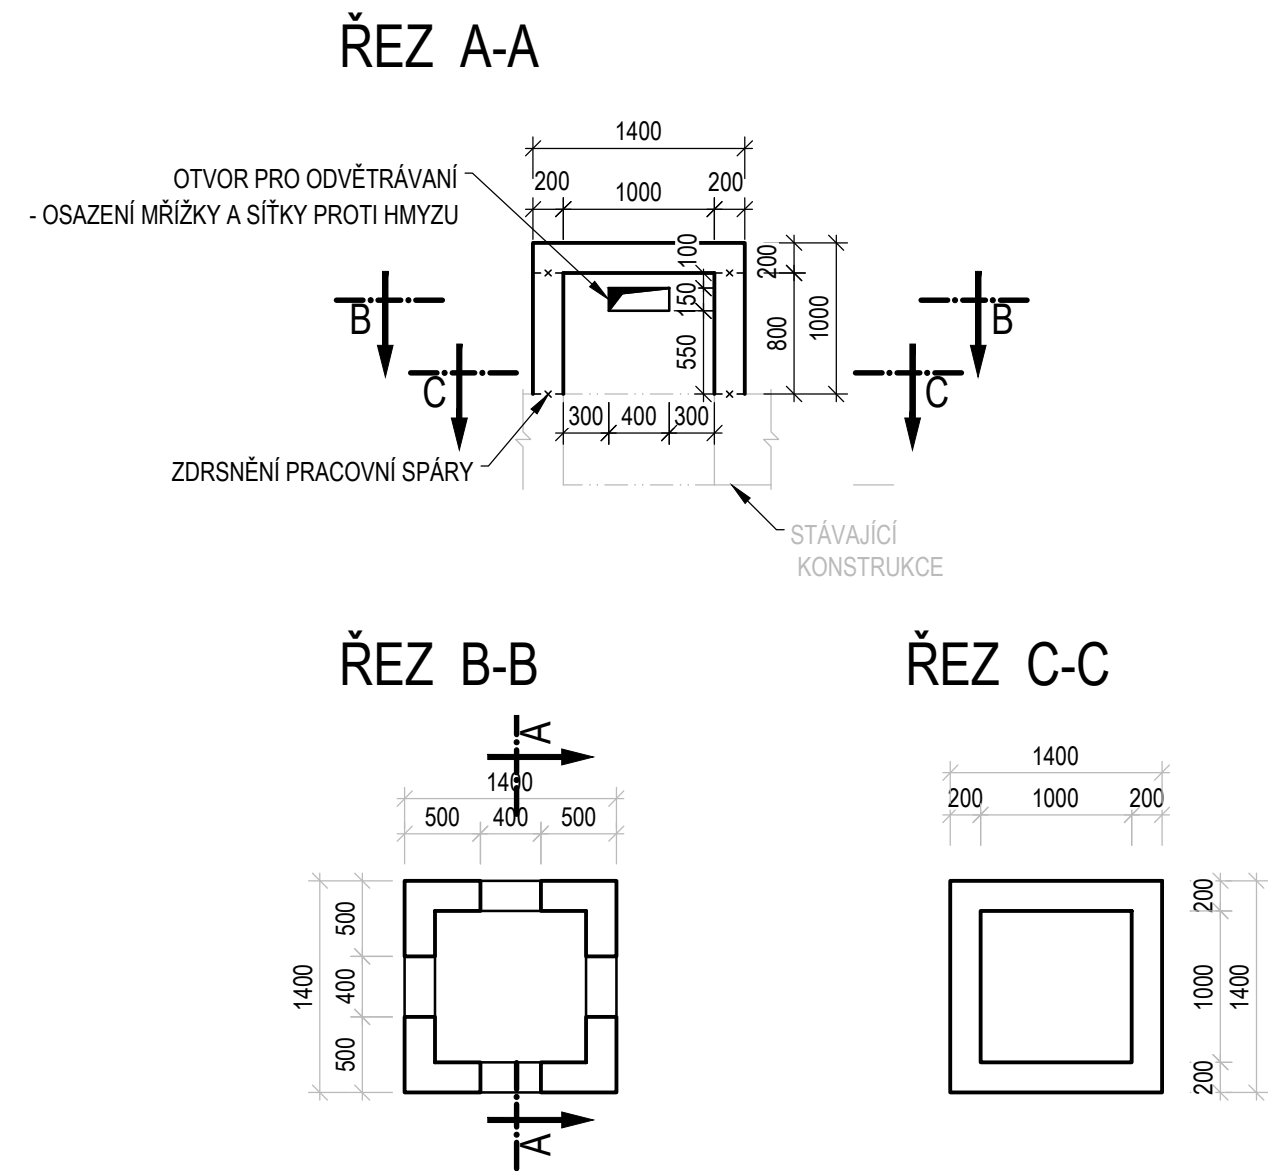 ŘEZ A-A
1400
OTVOR PRO ODVĚTRÁVANÍ
- OSAZENÍ MŘÍŽKY A SÍŤKY PROTI HMYZU
200 1000 200
100 200
150
550 800 1000
B B
C C
300 400 300
ZDRSNĚNÍ PRACOVNÍ SPÁRY
STÁVAJÍCÍ
KONSTRUKCE
ŘEZ B-B
A
1400
500 400 500
500
1400 400
500
A
ŘEZ C-C
1400
200 1000 200
200
1000 1400
200